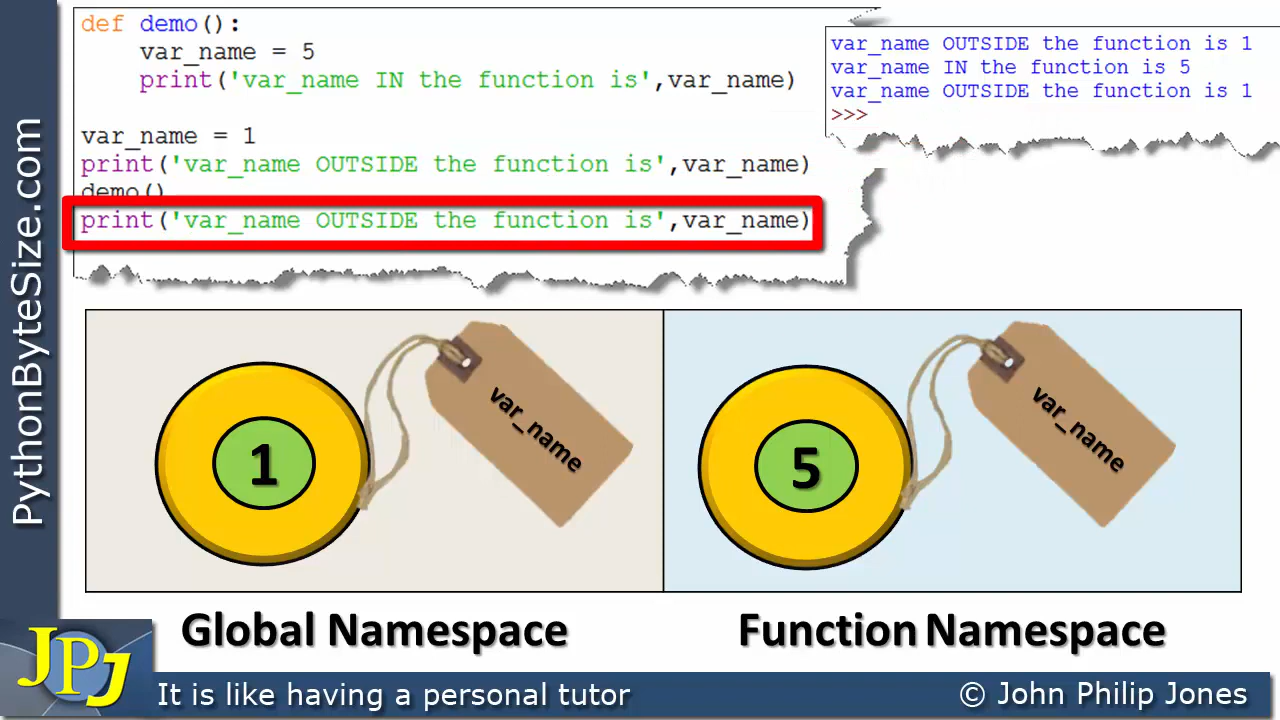 def demo():
    var_name = 5
    print('var_name IN the function is',var_name)
var_name = 1
print('var_name OUTSIDE the function is',var_name)
demo()
print('var_name OUTSIDE the function is',var_name)
var_name OUTSIDE the function is 1
var_name IN the function is 5
var_name OUTSIDE the function is 1
>>>
PythonByteSize.com
1
var_name
5
var_name
Global Namespace
Function Namespace
JPJ
It is like having a personal tutor
© John Philip Jones